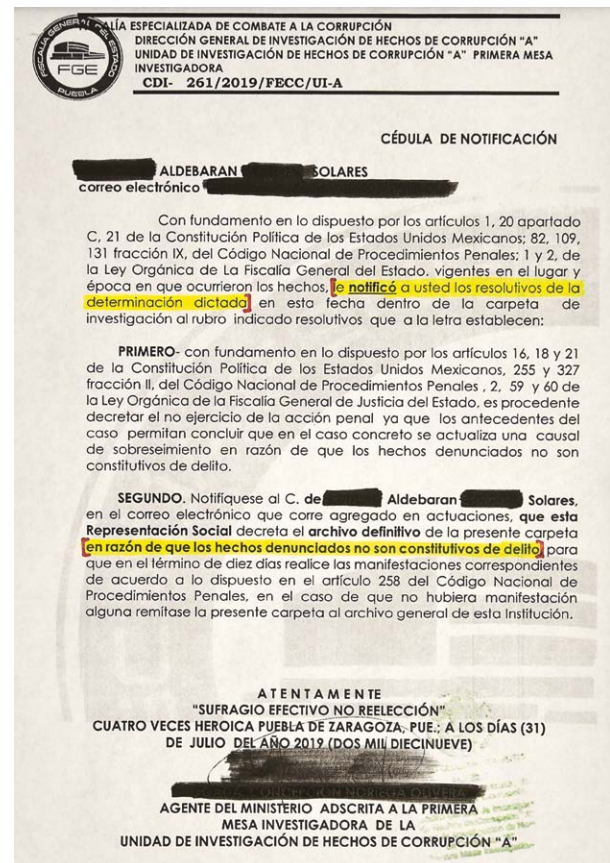 FISCALÍA GENERAL DEL ESTADO
FGE
PUEBLA
ALÍA ESPECIALIZADA DE COMBATE A LA CORRUPCIÓN
DIRECCIÓN GENERAL DE INVESTIGACIÓN DE HECHOS DE CORRUPCIÓN "A"
UNIDAD DE INVESTIGACIÓN DE HECHOS DE CORRUPCIÓN "A" PRIMERA MESA
INVESTIGADORA
CDI- 261/2019/FECC/UI-A
CÉDULA DE NOTIFICACIÓN
ALDEBARAN SOLARES
correo electrónico
Con fundamento en lo dispuesto por los artículos 1, 20 apartado
C, 21 de la Constitución Política de los Estados Unidos Mexicanos; 82, 109,
131 fracción IX, del Código Nacional de Procedimientos Penales; 1 y 2, de
la Ley Orgánica de La Fiscalía General del Estado. vigentes en el lugar y
época en que ocurrieron los hechos, le notificó a usted los resolutivos de la
determinación dictada en esta fecha dentro de la carpeta de
investigación al rubro indicado resolutivos que a la letra establecen:
PRIMERO- con fundamento en lo dispuesto por los artículos 16, 18 y 21
de la Constitución Política de los Estados Unidos Mexicanos, 255 y 327
fracción II, del Código Nacional de Procedimientos Penales , 2, 59 y 60 de
la Ley Orgánica de la Fiscalía General de Justicia del Estado, es procedente
decretar el no ejercicio de la acción penal ya que los antecedentes del
caso permitan concluir que en el caso concreto se actualiza una causal
de sobreseimiento en razón de que los hechos denunciados no son
constitutivos de delito.
SEGUNDO. Notifíquese al C. de Aldebaran Solares,
en el correo electrónico que corre agregado en actuaciones, que esta
Representación Social decreta el archivo definitivo de la presente carpeta
en razón de que los hechos denunciados no son constitutivos de delito, para
que en el término de diez días realice las manifestaciones correspondientes
de acuerdo a lo dispuesto en el artículo 258 del Código Nacional de
Procedimientos Penales, en el caso de que no hubiera manifestación
alguna remítase la presente carpeta al archivo general de esta Institución.
A T E N T A M E N TE
"SUFRAGIO EFECTIVO NO REELECCIÓN"
CUATRO VECES HEROICA PUEBLA DE ZARAGOZA, PUE.; A LOS DÍAS (31)
DE JULIO DEL AÑO 2019 (DOS MIL DIECINUEVE)
CONCEPCION NORIEGA OLIVERA
AGENTE DEL MINISTERIO ADSCRITA A LA PRIMERA
MESA INVESTIGADORA DE LA
UNIDAD DE INVESTIGACIÓN DE HECHOS DE CORRUPCIÓN "A"